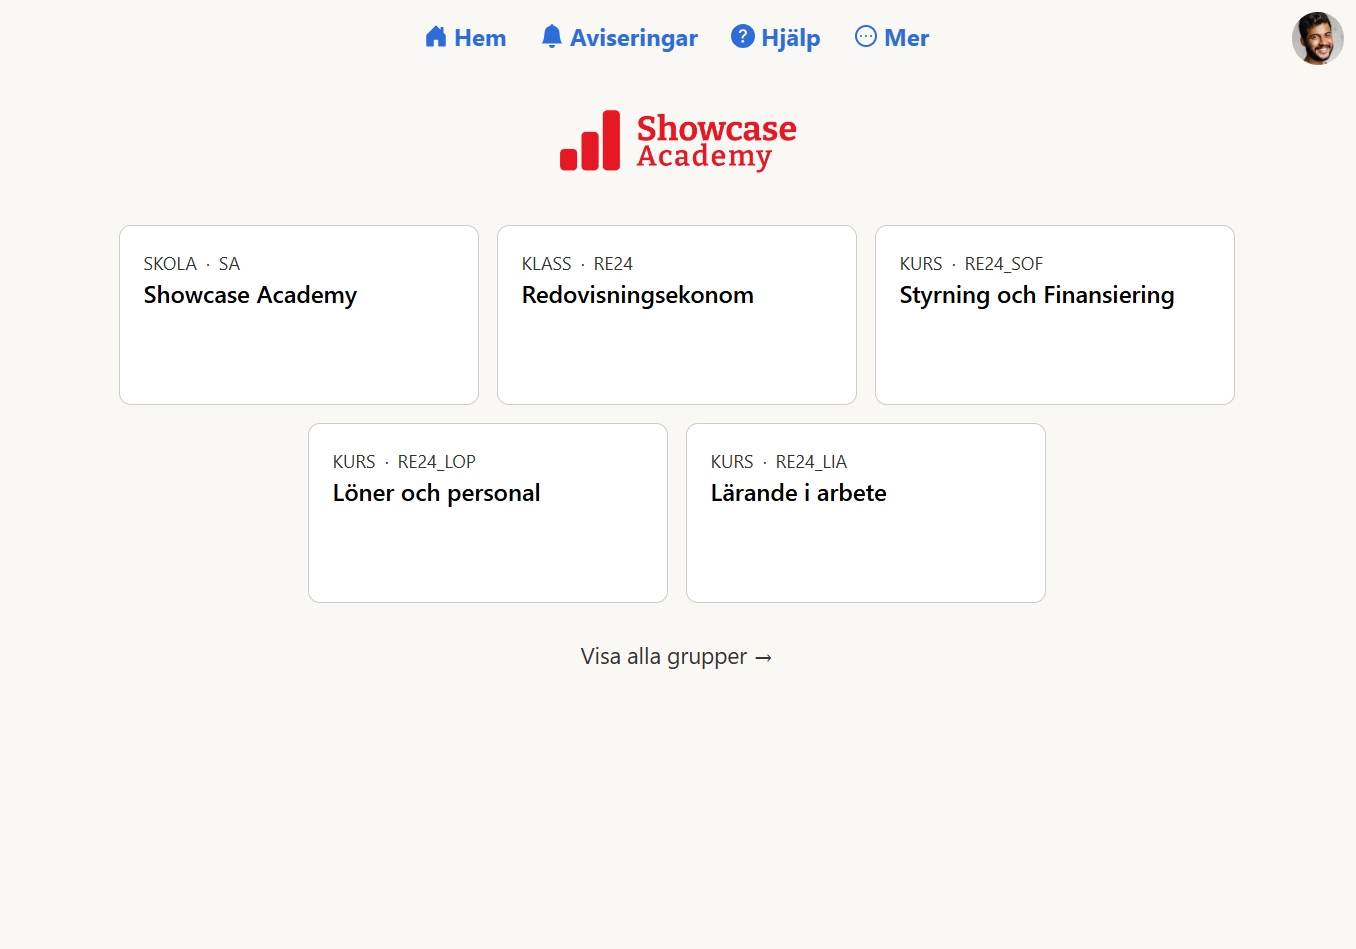 Hem Aviseringar Hjälp Mer
Showcase
Academy
SKOLA · SA
Showcase Academy
KLASS · RE24
Redovisningsekonom
KURS · RE24_SOF
Styrning och Finansiering
KURS · RE24_LOP
Löner och personal
KURS · RE24_LIA
Lärande i arbete
Visa alla grupper →